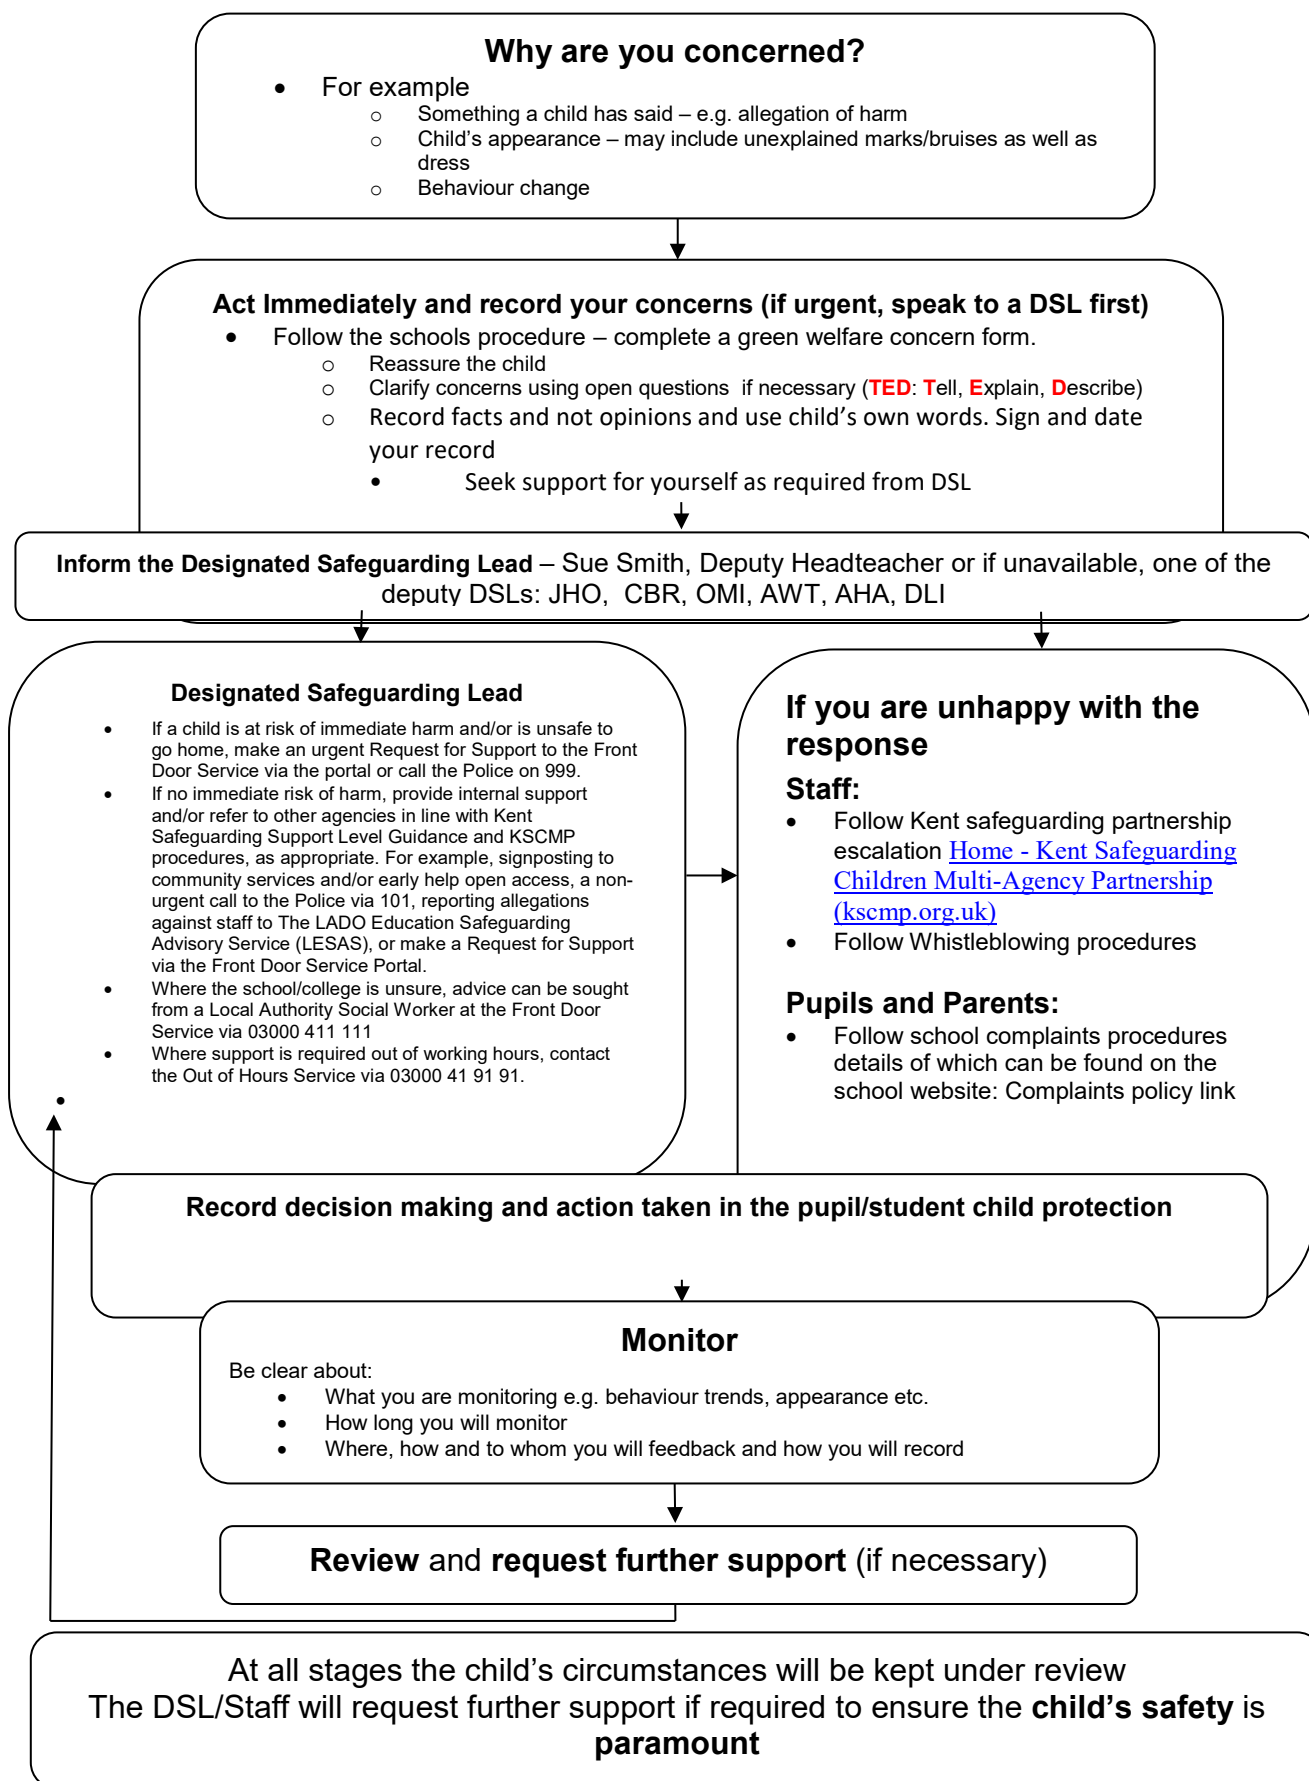 Why are you concerned?
• For example
o Something a child has said – e.g. allegation of harm
o Child’s appearance – may include unexplained marks/bruises as well as
dress
o Behaviour change
Act Immediately and record your concerns (if urgent, speak to a DSL first)
• Follow the schools procedure – complete a green welfare concern form.
o Reassure the child
o Clarify concerns using open questions if necessary (TED: Tell, Explain, Describe)
o Record facts and not opinions and use child’s own words. Sign and date
your record
• Seek support for yourself as required from DSL
Inform the Designated Safeguarding Lead – Sue Smith, Deputy Headteacher or if unavailable, one of the
deputy DSLs: JHO, CBR, OMI, AWT, AHA, DLI
Designated Safeguarding Lead
• If a child is at risk of immediate harm and/or is unsafe to
go home, make an urgent Request for Support to the Front
Door Service via the portal or call the Police on 999.
• If no immediate risk of harm, provide internal support
and/or refer to other agencies in line with Kent
Safeguarding Support Level Guidance and KSCMP
procedures, as appropriate. For example, signposting to
community services and/or early help open access, a non-
urgent call to the Police via 101, reporting allegations
against staff to The LADO Education Safeguarding
Advisory Service (LESAS), or make a Request for Support
via the Front Door Service Portal.
• Where the school/college is unsure, advice can be sought
from a Local Authority Social Worker at the Front Door
Service via 03000 411 111
• Where support is required out of working hours, contact
the Out of Hours Service via 03000 41 91 91.
•
If you are unhappy with the
response
Staff:
• Follow Kent safeguarding partnership
escalation Home - Kent Safeguarding
Children Multi-Agency Partnership
(kscmp.org.uk)
• Follow Whistleblowing procedures
Pupils and Parents:
• Follow school complaints procedures
details of which can be found on the
school website: Complaints policy link
Record decision making and action taken in the pupil/student child protection
Monitor
Be clear about:
• What you are monitoring e.g. behaviour trends, appearance etc.
• How long you will monitor
• Where, how and to whom you will feedback and how you will record
Review and request further support (if necessary)
At all stages the child’s circumstances will be kept under review
The DSL/Staff will request further support if required to ensure the child’s safety is
paramount